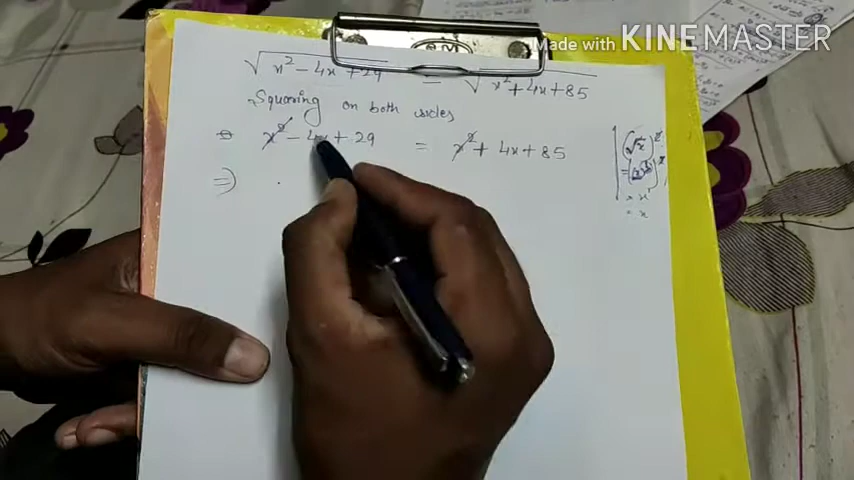 Made with KINEMASTER
√x² - 4x + 29 = √x² + 4x + 85
Squaring on both sides
⇒ x² - 4x + 29 = x² + 4x + 85
⇒
= x